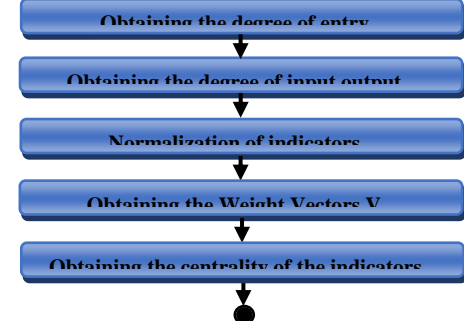 Obtaining the degree of entry
Obtaining the degree of input output
Normalization of indicators
Obtaining the Weight Vectors V
Obtaining the centrality of the indicators